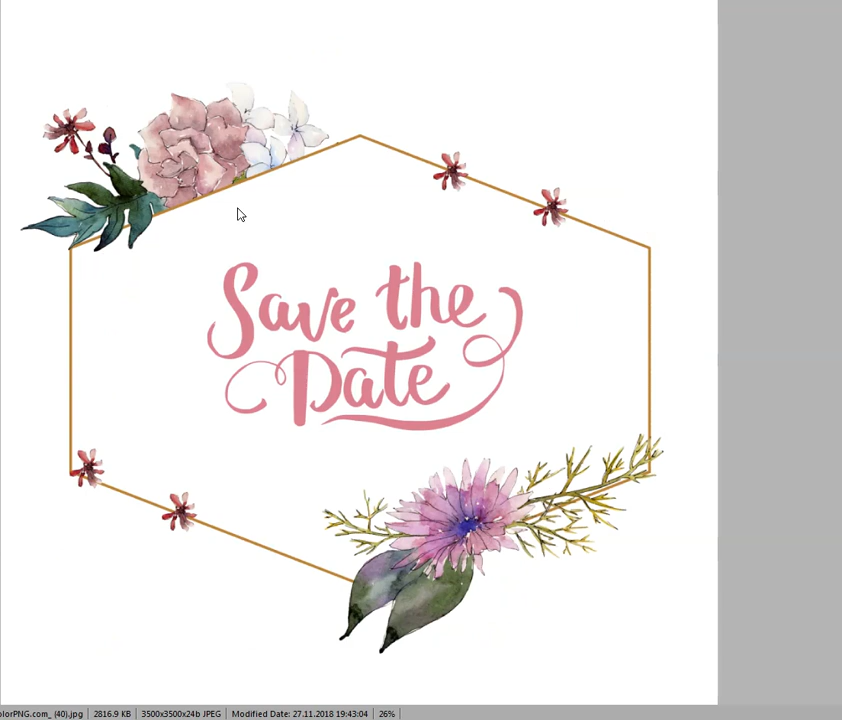 Save the
Date
olorPNG.com_ (40).jpg 2816.9 KB 3500x3500x24b JPEG Modified Date: 27.11.2018 19:43:04 26%